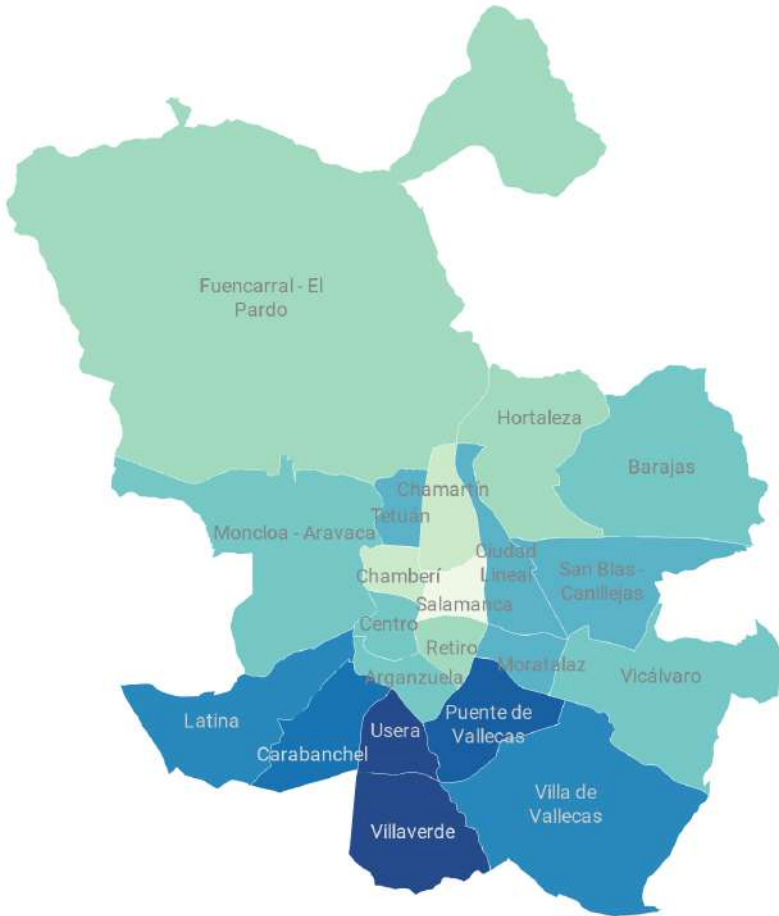 Fuencarral - El
Pardo
Hortaleza
Barajas
Chamartín
Tetuán
Moncloa - Aravaca
Ciudad
Lineal
San Blas -
Canillejas
Chamberí
Salamanca
Centro
Retiro
Moratalaz
Vicálvaro
Arganzuela
Latina
Carabanchel
Usera
Puente de
Vallecas
Villa de
Vallecas
Villaverde